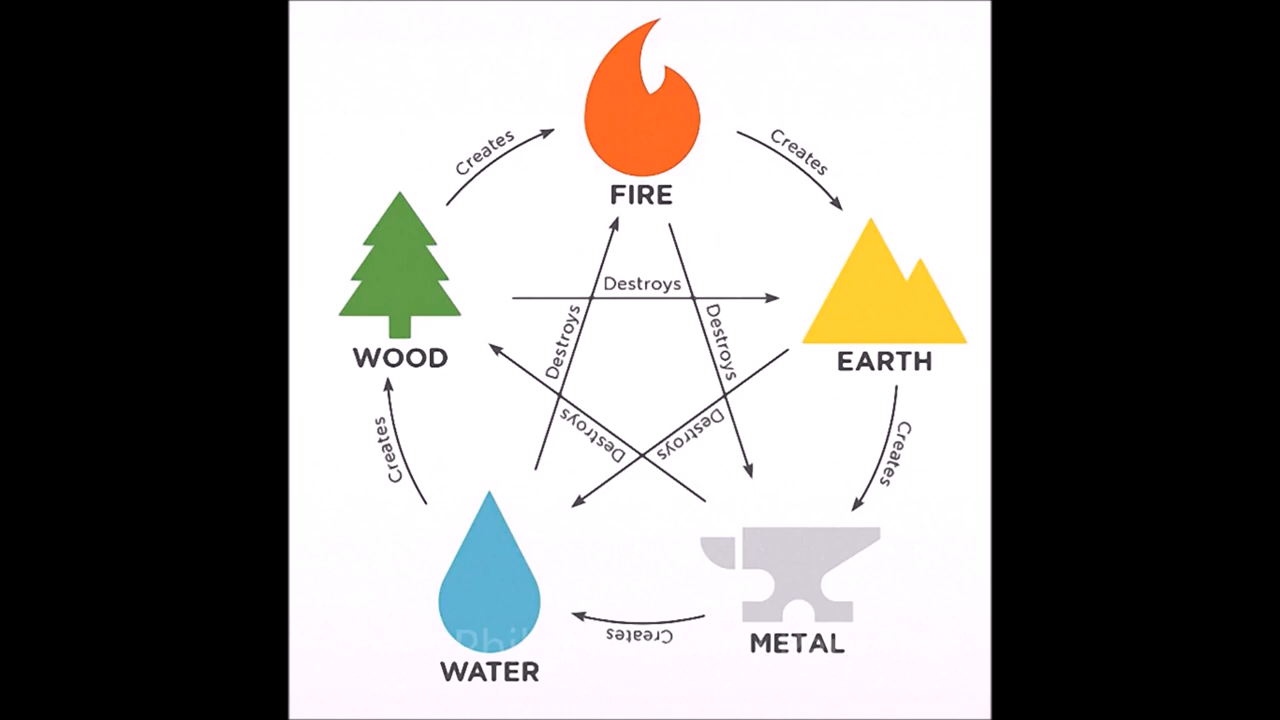 Creates
Creates
FIRE
Destroys
WOOD
EARTH
Destroys
Destroys
Destroys
Destroys
Creates
Creates
Creates
METAL
WATER